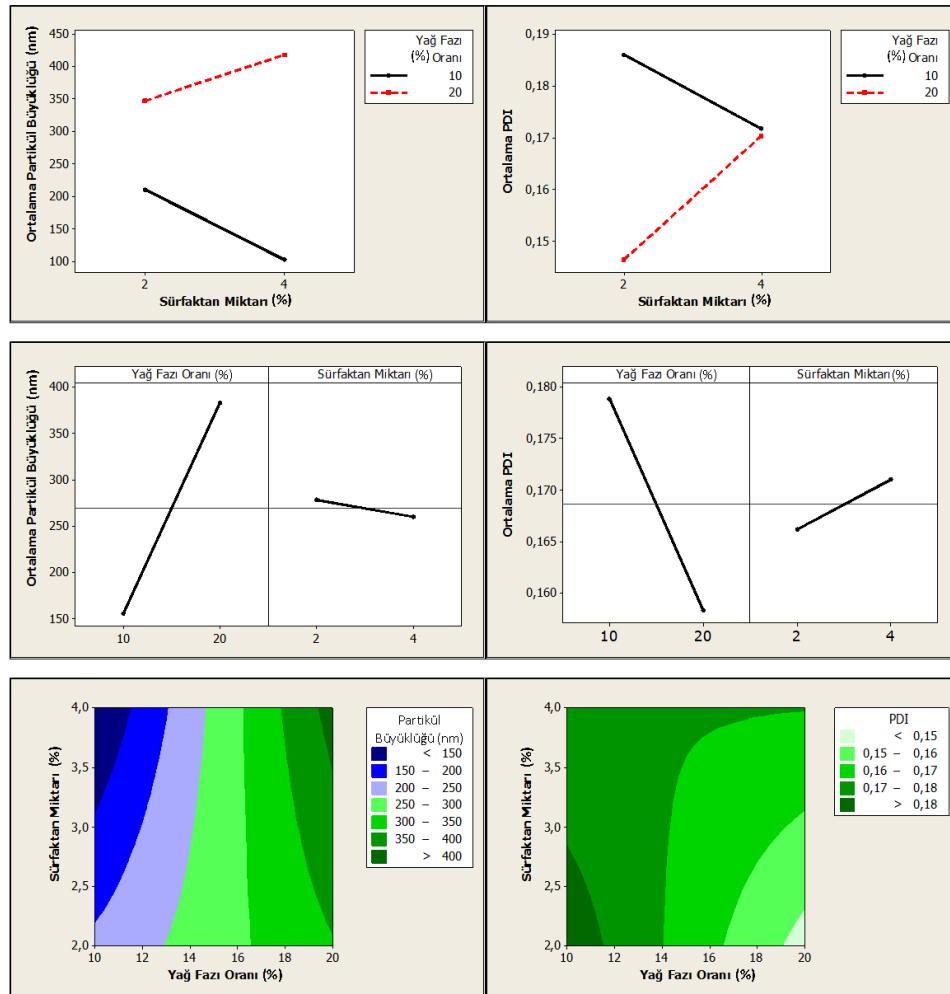 Ortalama Partikül Büyüklüğü (nm)
450
400
350
300
250
200
150
100
2
4
Sürfaktan Miktarı (%)
Yağ Fazı
(%) Oranı
10
20
Ortalama PDI
0,19
0,18
0,17
0,16
0,15
2
4
Sürfaktan Miktarı (%)
Yağ Fazı
(%) Oranı
10
20
Ortalama Partikül Büyüklüğü (nm)
Yağ Fazı Oranı (%)
Sürfaktan Miktarı (%)
400
350
300
250
200
150
10
20
2
4
Ortalama PDI
Yağ Fazı Oranı (%)
Sürfaktan Miktarı (%)
0,180
0,175
0,170
0,165
0,160
10
20
2
4
Sürfaktan Miktarı (%)
4,0
3,5
3,0
2,5
2,0
10
12
14
16
18
20
Yağ Fazı Oranı (%)
Partikül
Büyüklüğü (nm)
< 150
150 – 200
200 – 250
250 – 300
300 – 350
350 – 400
> 400
Sürfaktan Miktarı (%)
4,0
3,5
3,0
2,5
2,0
10
12
14
16
18
20
Yağ Fazı Oranı (%)
PDI
< 0,15
0,15 – 0,16
0,16 – 0,17
0,17 – 0,18
> 0,18